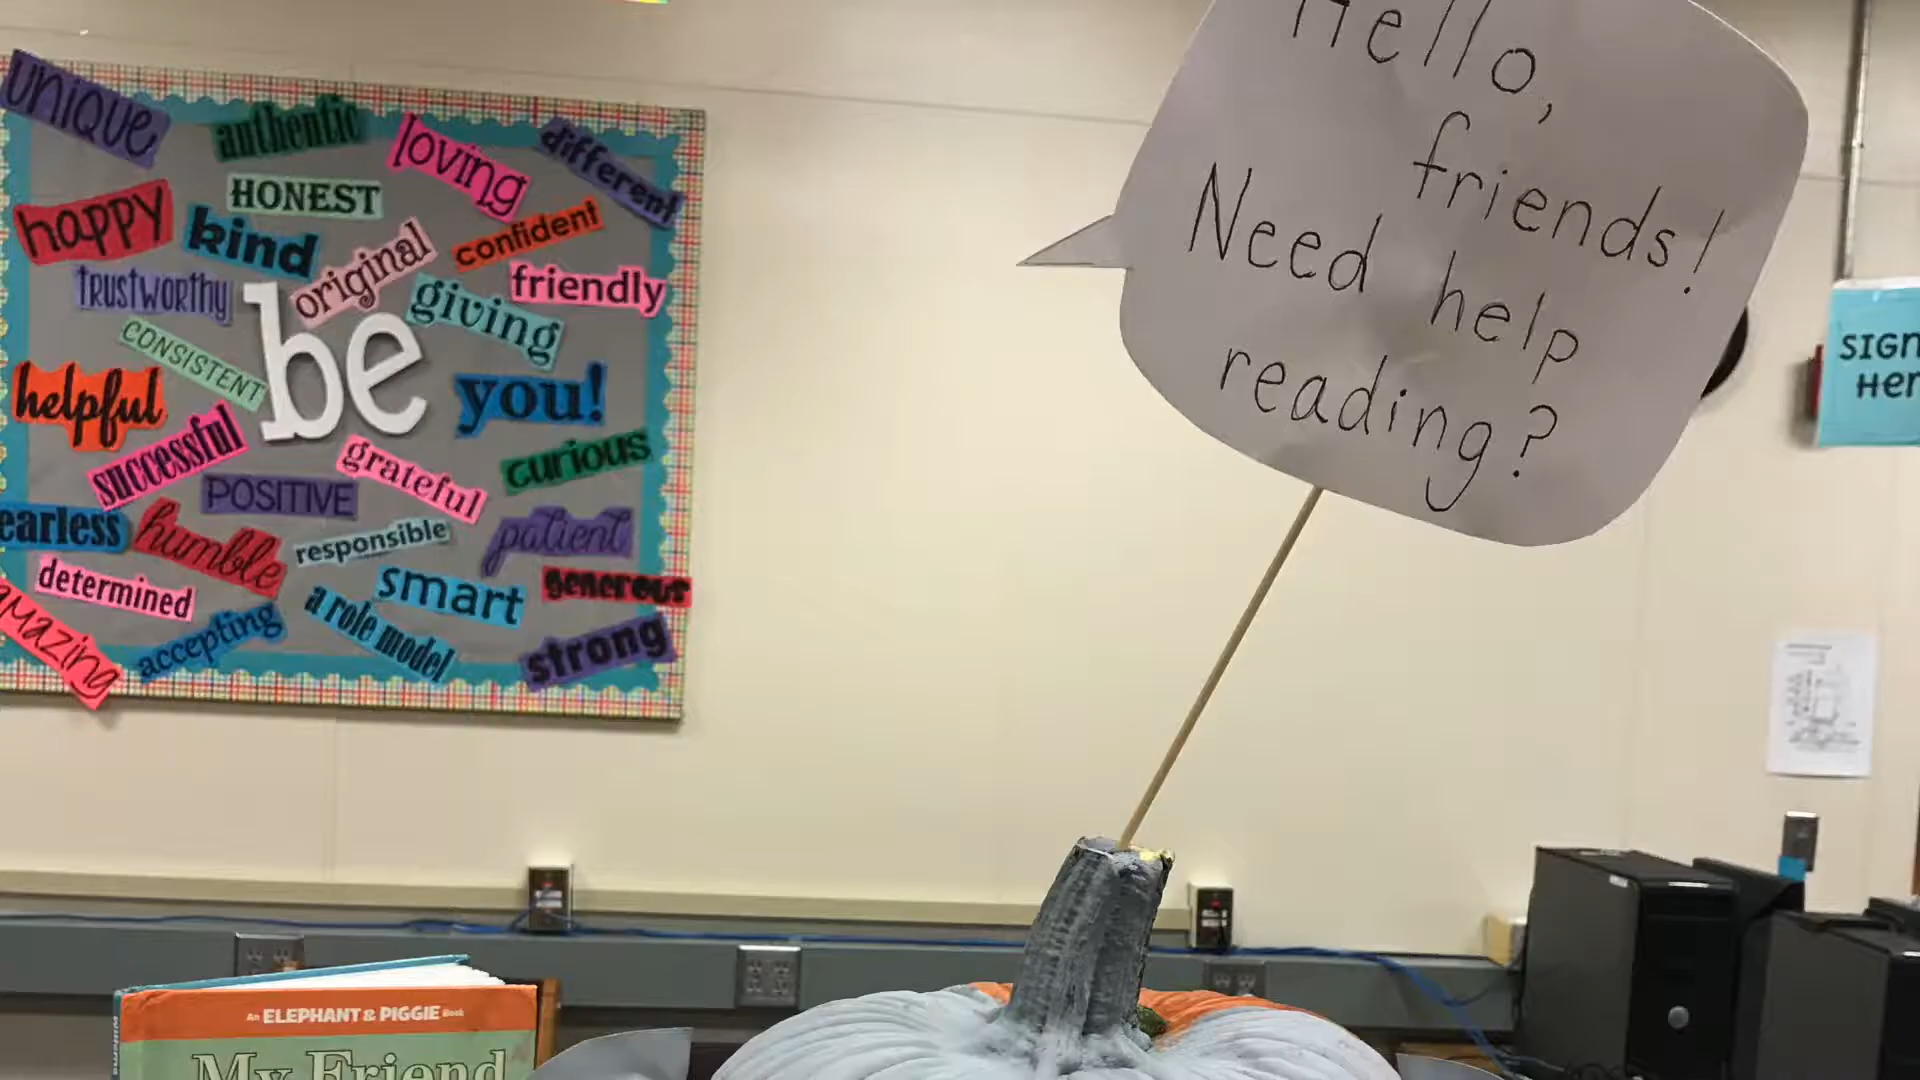 unique
authentic
loving
different
happy
HONEST
kind
original
confident
trustworthy
friendly
giving
CONSISTENT
be
you!
helpful
successful
grateful
curious
POSITIVE
earless
humble
responsible
patient
determined
smart
generous
amazing
accepting
a role model
strong
Hello,
friends!
Need help
reading?
SIGN
Her
An ELEPHANT & PIGGIE Book
My Friend